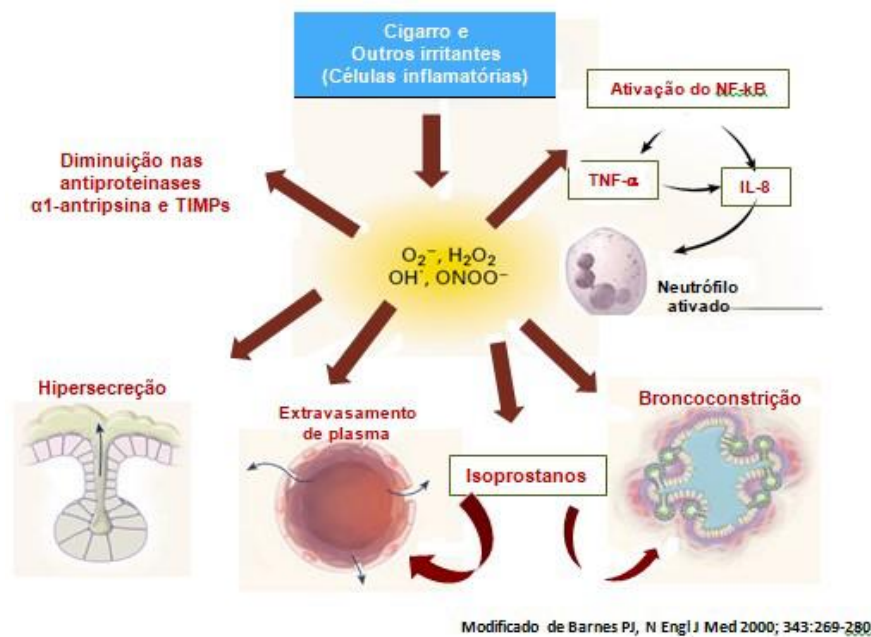 Cigarro e
Outros irritantes
(Células inflamatórias)
Ativação do NF-kB
TNF-α
IL-8
Neutrófilo
ativado
Diminuição nas
antiproteinases
α1-antripsina e TIMPs
O₂⁻, H₂O₂
OH˙, ONOO⁻
Hipersecreção
Extravasamento
de plasma
Isoprostanos
Broncoconstrição
Modificado de Barnes PJ, N Engl J Med 2000; 343:269-280